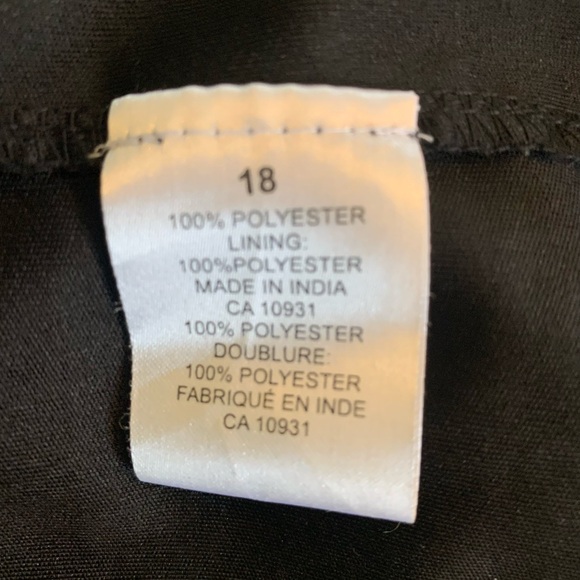 18
100% POLYESTER
LINING:
100%POLYESTER
MADE IN INDIA
CA 10931
100% POLYESTER
DOUBLURE:
100% POLYESTER
FABRIQUÉ EN INDE
CA 10931